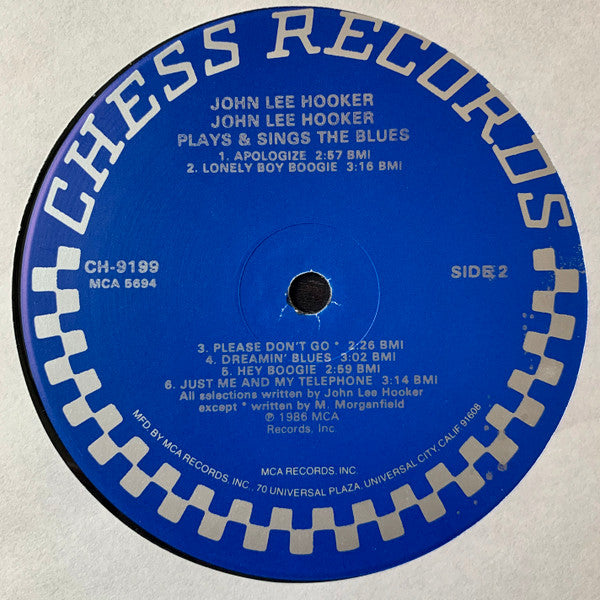 CHESS RECORDS
JOHN LEE HOOKER
JOHN LEE HOOKER
PLAYS & SINGS THE BLUES
1. APOLOGIZE 2:57 BMI
2. LONELY BOY BOOGIE 3:16 BMI
CH-9199
MCA 5694
SIDE 2
3. PLEASE DON'T GO * 2:26 BMI
4. DREAMIN' BLUES 3:02 BMI
5. HEY BOOGIE 2:59 BMI
6. JUST ME AND MY TELEPHONE 3:14 BMI
All selections written by John Lee Hooker
except * written by M. Morganfield
℗ 1986 MCA
Records, Inc.
MCA RECORDS, INC.
MFD BY MCA RECORDS, INC. 70 UNIVERSAL PLAZA, UNIVERSAL CITY, CALIF 91608